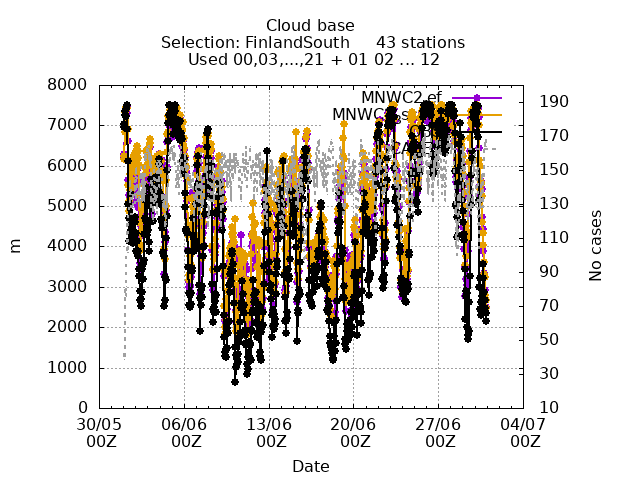 Cloud base
Selection: FinlandSouth 43 stations
Used 00,03,...,21 + 01 02 ... 12
8000
7000
6000
5000
4000
3000
2000
1000
0
m
190
170
150
130
110
90
70
50
30
10
No cases
MNWC2.ef
30/05 06/06 13/06 20/06 27/06 04/07
00Z 00Z 00Z 00Z 00Z 00Z
Date